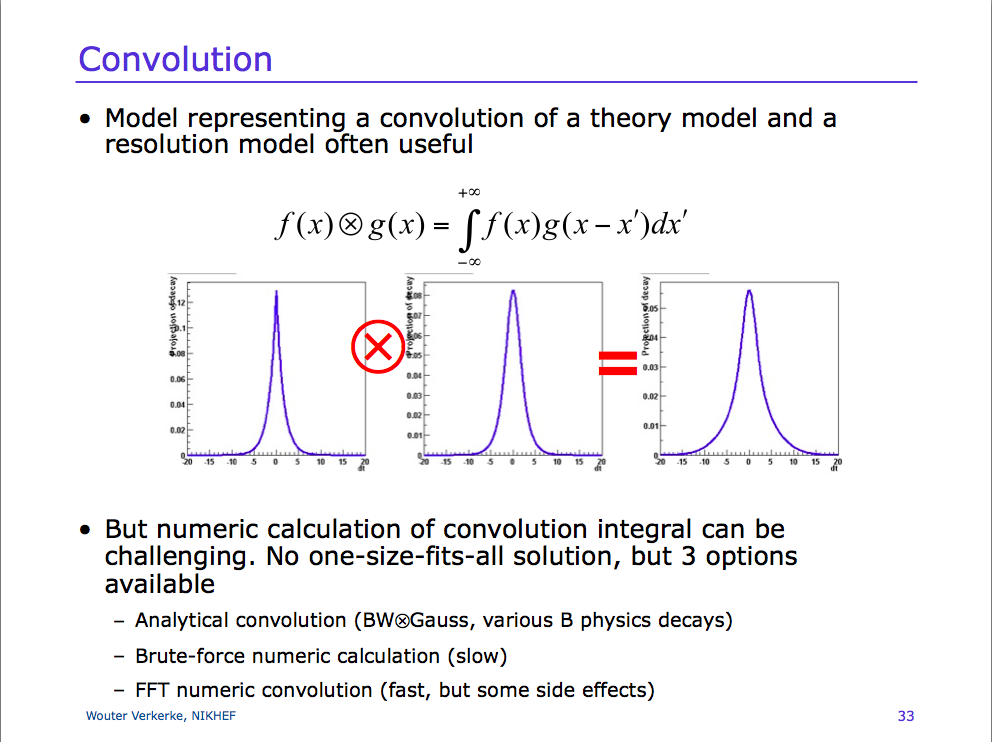 Convolution
• Model representing a convolution of a theory model and a
resolution model often useful
+∞
f(x)⊗g(x) = ∫f(x)g(x−x′)dx′
−∞
Projection of decay
0.12
0.1
0.08
0.06
0.04
0.02
0
-20 -15 -10 -5 0 5 10 15 20
dt
Projection of decay
0.08
0.07
0.06
0.05
0.04
0.03
0.02
0.01
0
-20 -15 -10 -5 0 5 10 15 20
dt
=
Projection of decay
0.05
0.04
0.03
0.02
0.01
0
-20 -15 -10 -5 0 5 10 15 20
dt
• But numeric calculation of convolution integral can be
challenging. No one-size-fits-all solution, but 3 options
available
– Analytical convolution (BW⊗Gauss, various B physics decays)
– Brute-force numeric calculation (slow)
– FFT numeric convolution (fast, but some side effects)
Wouter Verkerke, NIKHEF
33